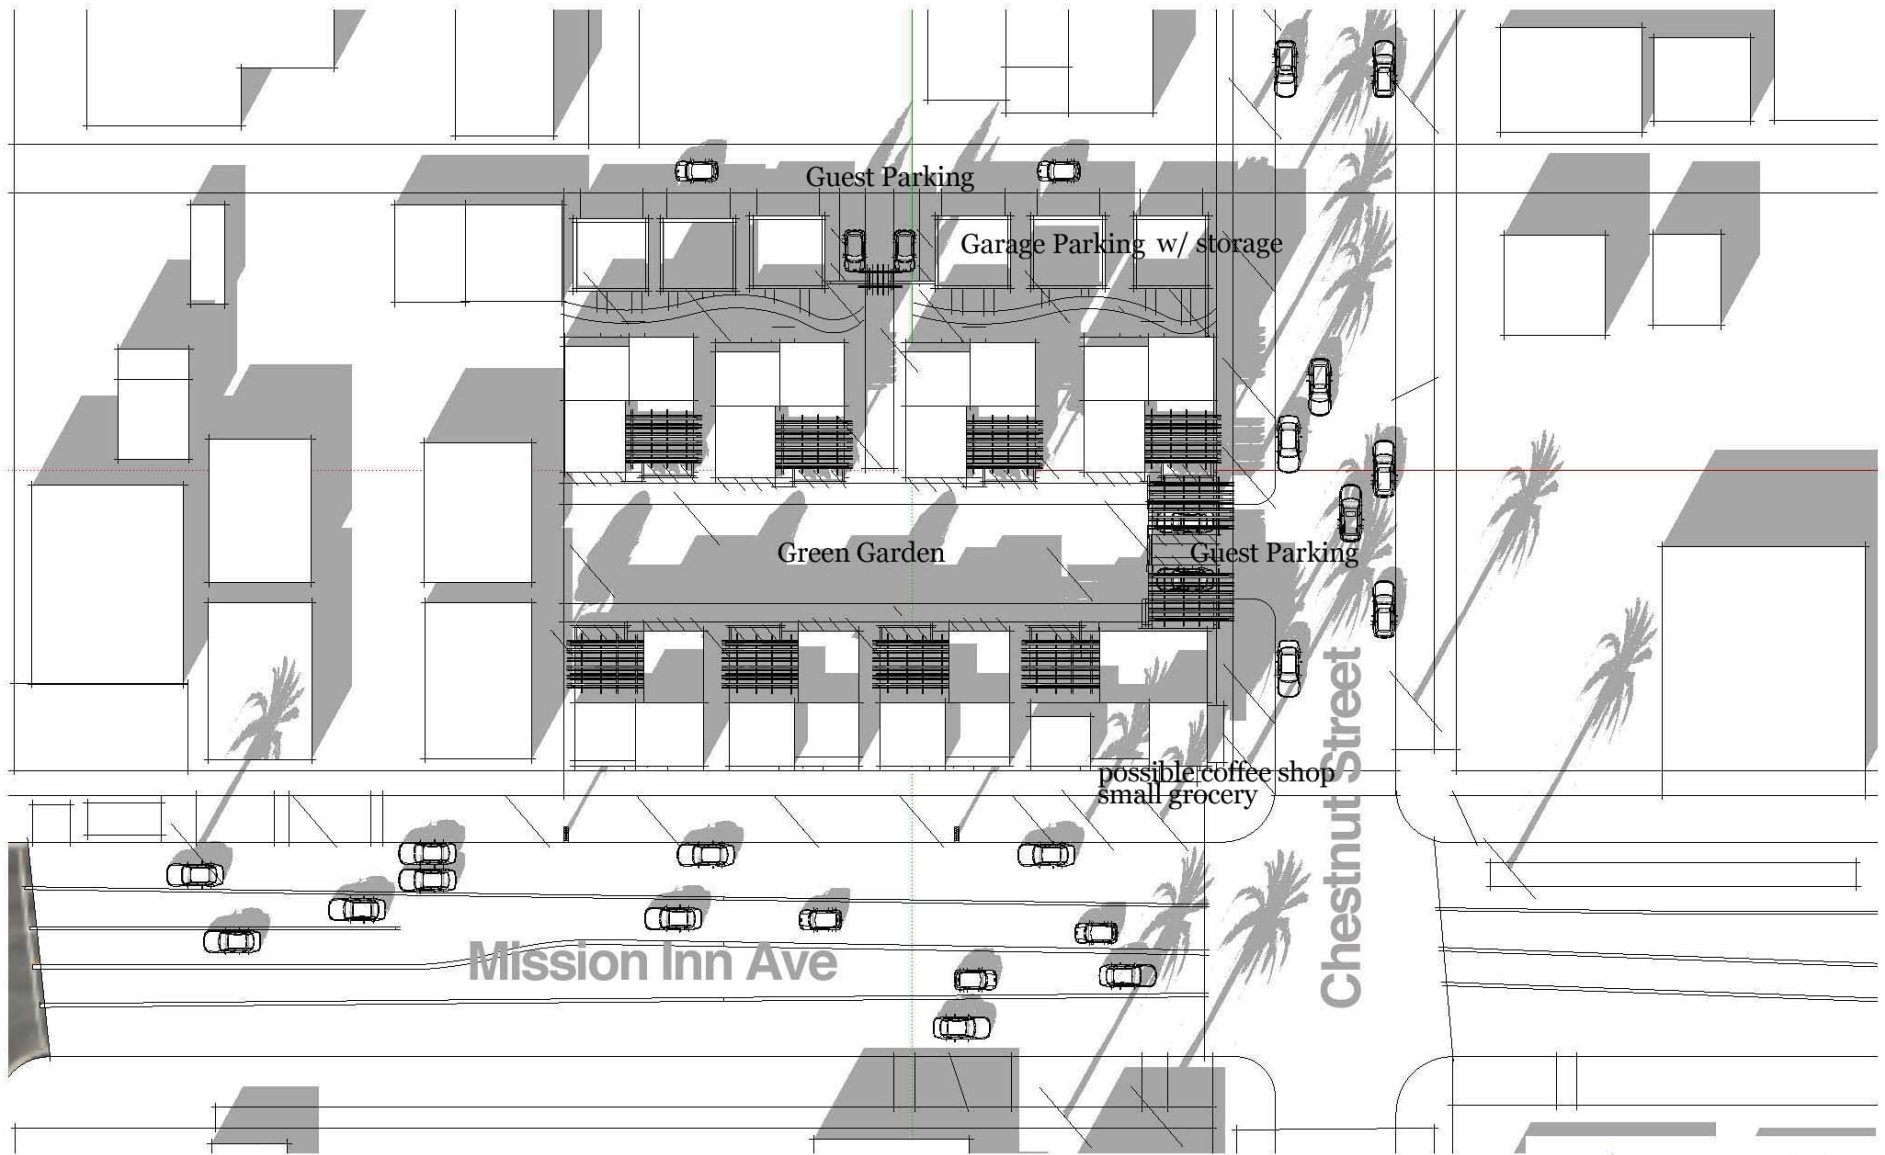 Guest Parking
Garage Parking w/ storage
Green Garden
Guest Parking
possible coffee shop
small grocery
Chestnut Street
Mission Inn Ave